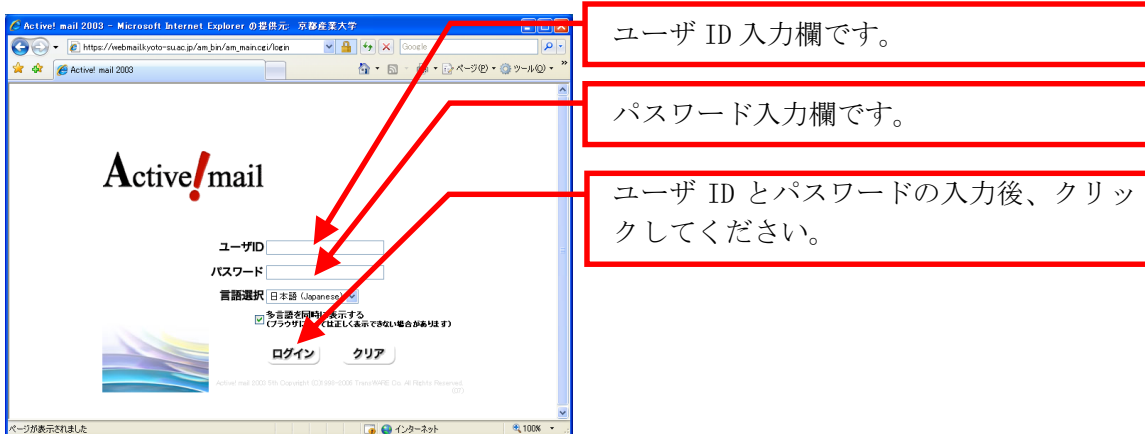 Active! mail 2003 - Microsoft Internet Explorer の提供元: 京都産業大学
https://webmail.kyoto-su.ac.jp/am_bin/am_main.cgi/login
Google
Active! mail 2003
ページ(P)
ツール(O)
ユーザ ID 入力欄です。
パスワード入力欄です。
ユーザ ID とパスワードの入力後、クリッ
クしてください。
Active! mail
ユーザID
パスワード
言語選択 日本語 (Japanese)
多言語を同時に表示する
ログイン クリア
ページが表示されました
インターネット
100%